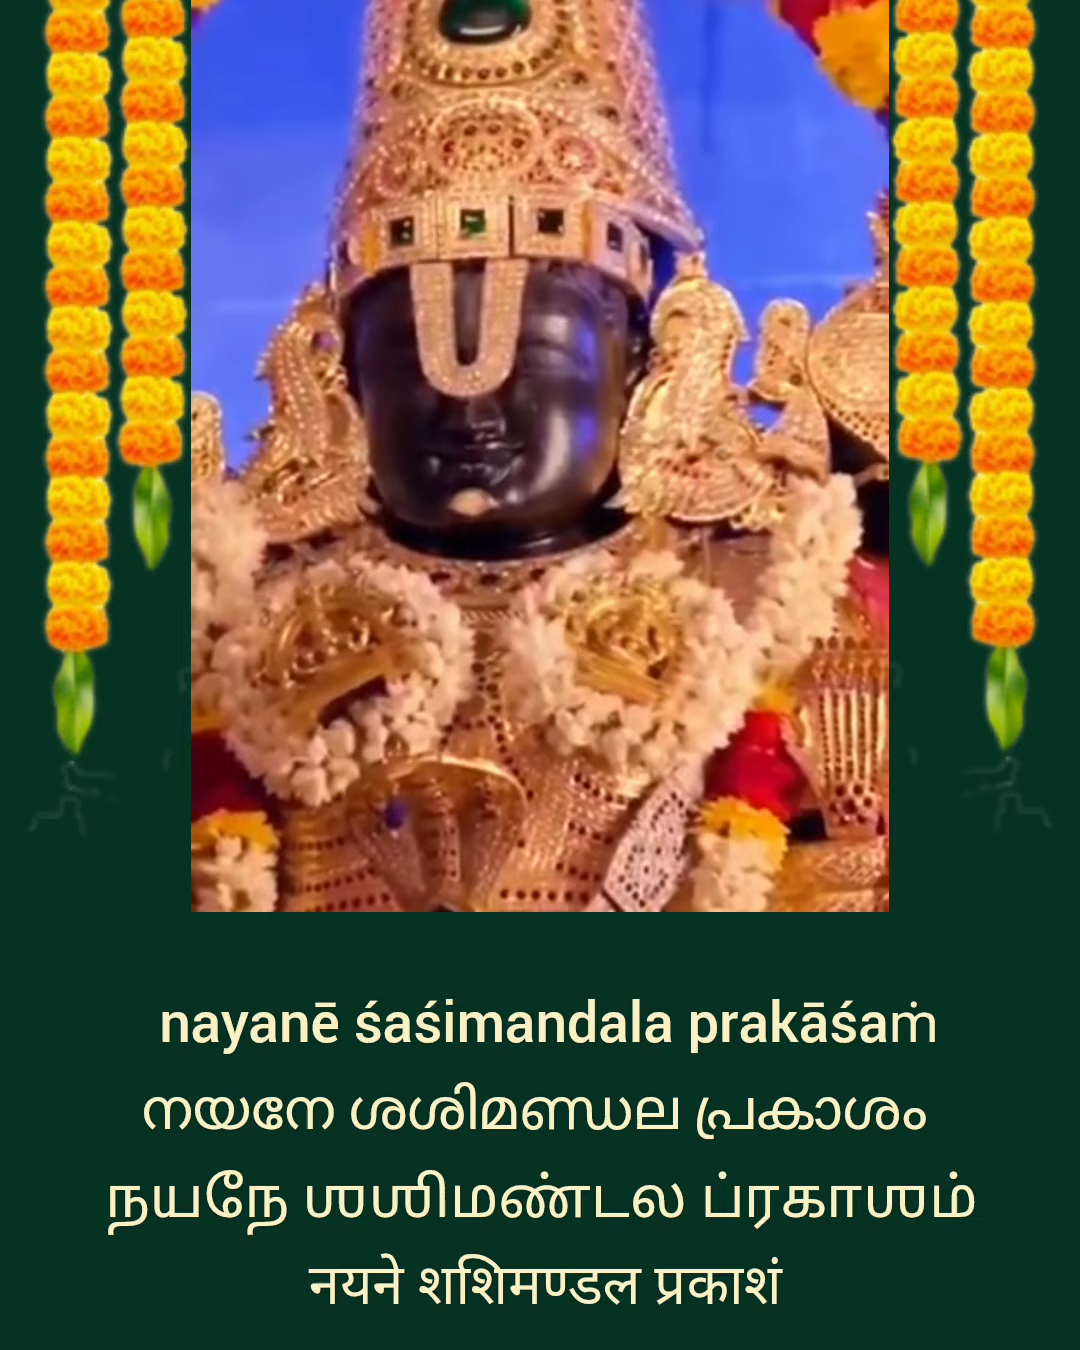 nayanē śaśimandala prakāśaṁ
നയനേ ശശിമണ്ഡല പ്രകാശം
நயநே ஶஶிமண்டல ப்ரகாஶம்
नयने शशिमण्डल प्रकाशं